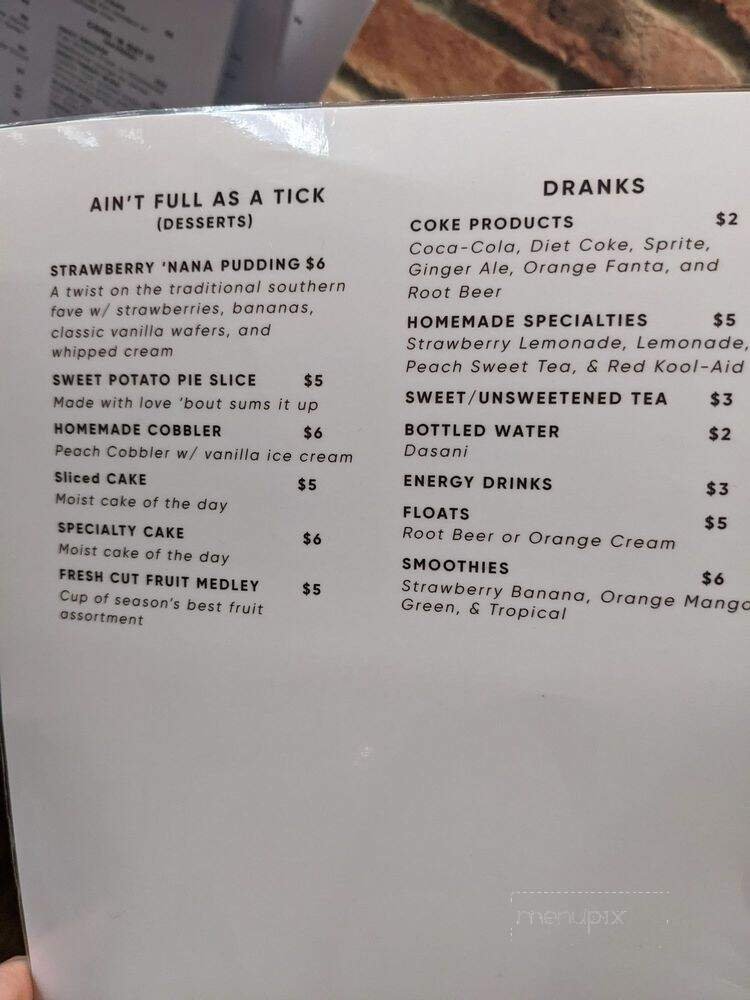 AIN'T FULL AS A TICK
(DESSERTS)
STRAWBERRY 'NANA PUDDING $6
A twist on the traditional southern
fave w/ strawberries, bananas,
classic vanilla wafers, and
whipped cream
SWEET POTATO PIE SLICE $5
Made with love 'bout sums it up
HOMEMADE COBBLER $6
Peach Cobbler w/ vanilla ice cream
Sliced CAKE $5
Moist cake of the day
SPECIALTY CAKE $6
Moist cake of the day
FRESH CUT FRUIT MEDLEY $5
Cup of season's best fruit
assortment
DRANKS
COKE PRODUCTS $2
Coca-Cola, Diet Coke, Sprite,
Ginger Ale, Orange Fanta, and
Root Beer
HOMEMADE SPECIALTIES $5
Strawberry Lemonade, Lemonade,
Peach Sweet Tea, & Red Kool-Aid
SWEET/UNSWEETENED TEA $3
BOTTLED WATER $2
Dasani
ENERGY DRINKS $3
FLOATS $5
Root Beer or Orange Cream
SMOOTHIES $6
Strawberry Banana, Orange Mango
Green, & Tropical
menupix